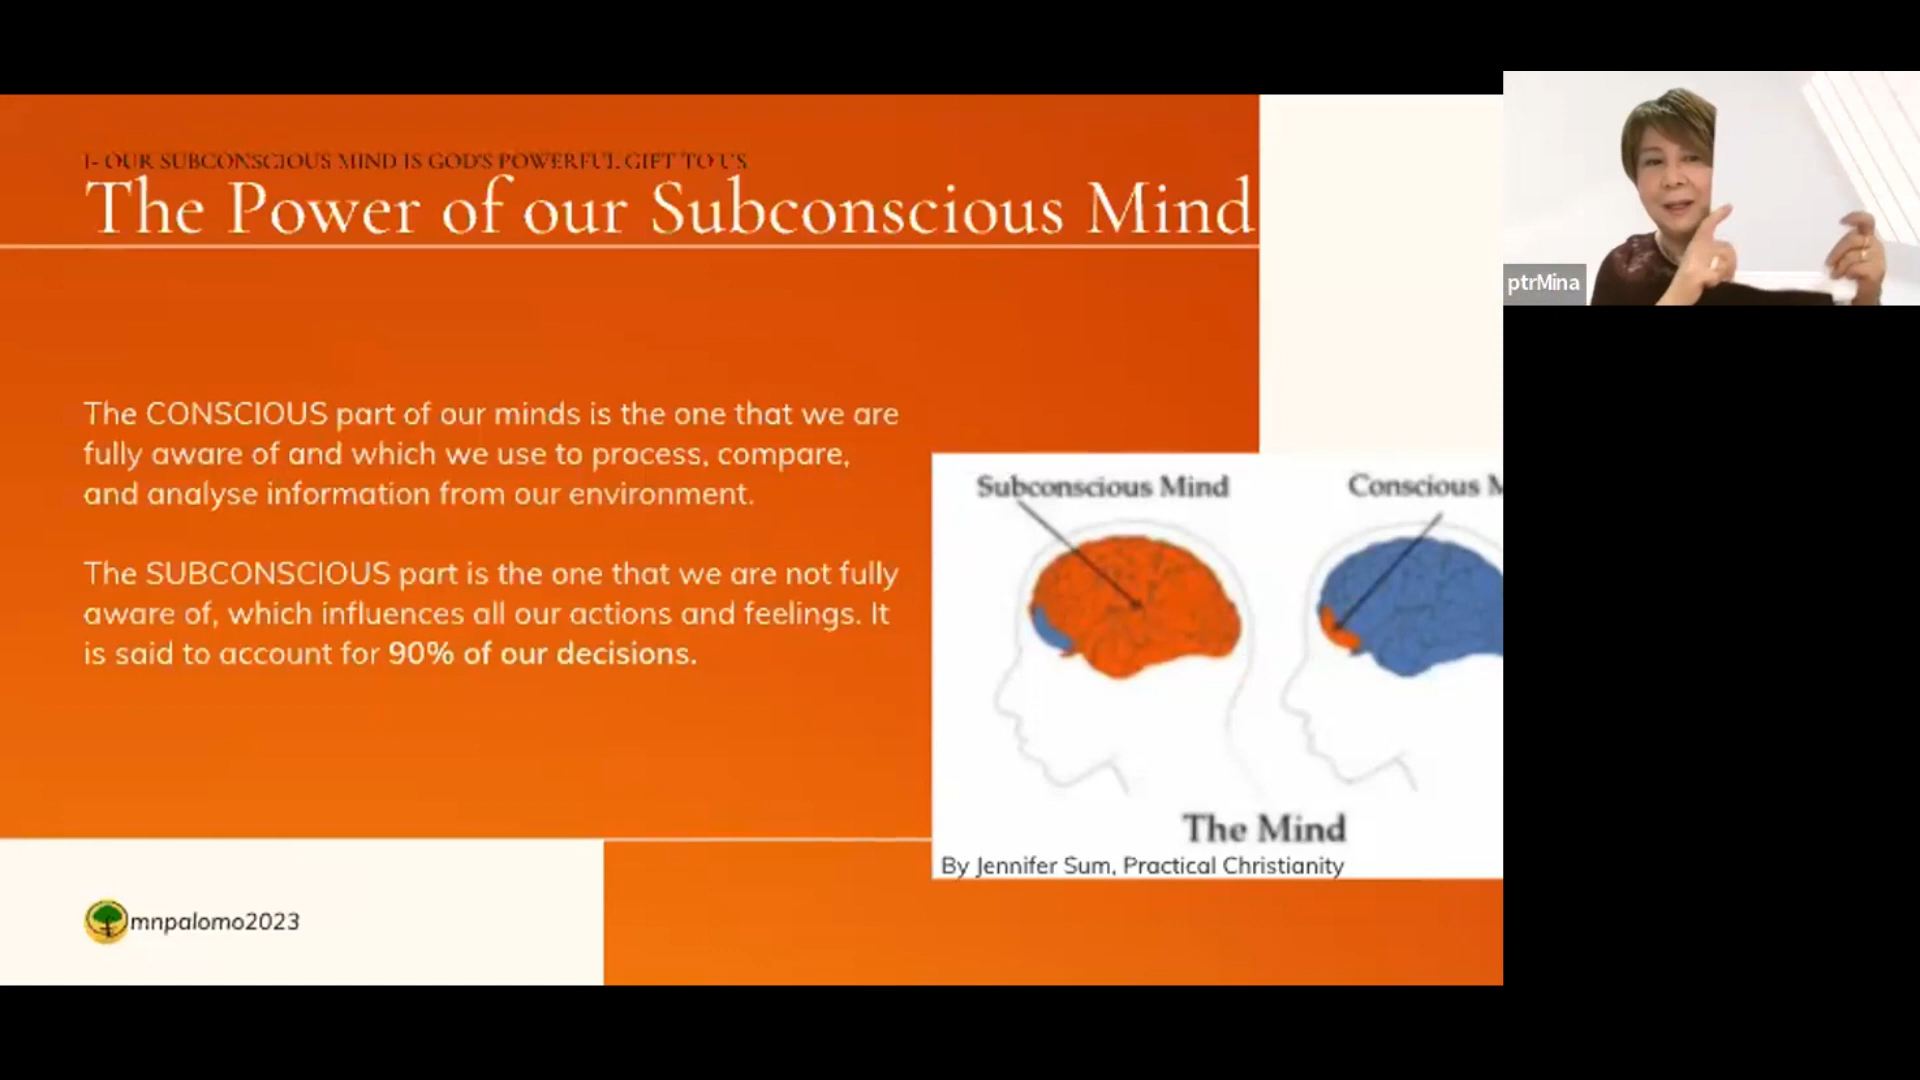 I- OUR SUBCONSCIOUS MIND IS GOD'S POWERFUL GIFT TO US
The Power of our Subconscious Mind
The CONSCIOUS part of our minds is the one that we are
fully aware of and which we use to process, compare,
and analyse information from our environment.
The SUBCONSCIOUS part is the one that we are not fully
aware of, which influences all our actions and feelings. It
is said to account for 90% of our decisions.
Subconscious Mind
Conscious M
The Mind
By Jennifer Sum, Practical Christianity
mnpalomo2023
ptrMina